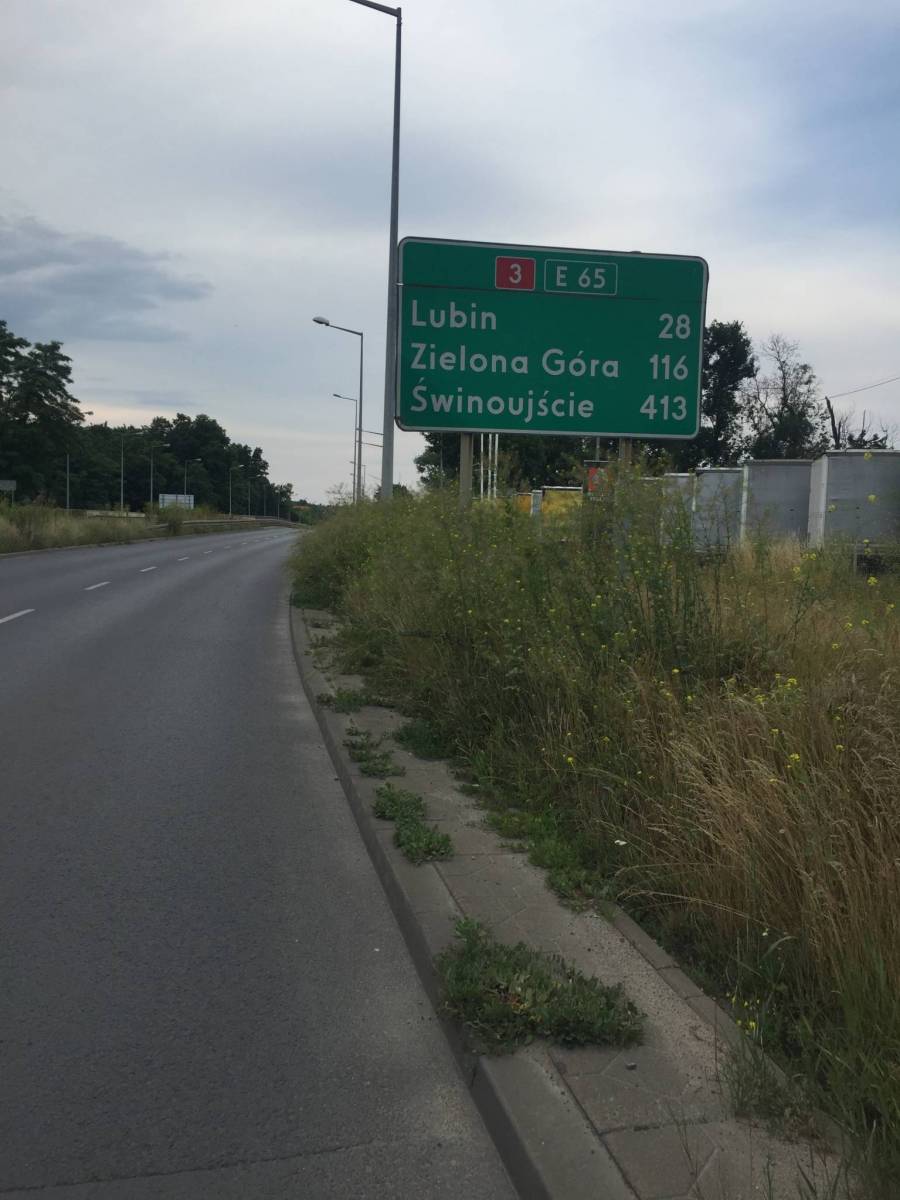 3 E 65
Lubin 28
Zielona Góra 116
Świnoujście 413